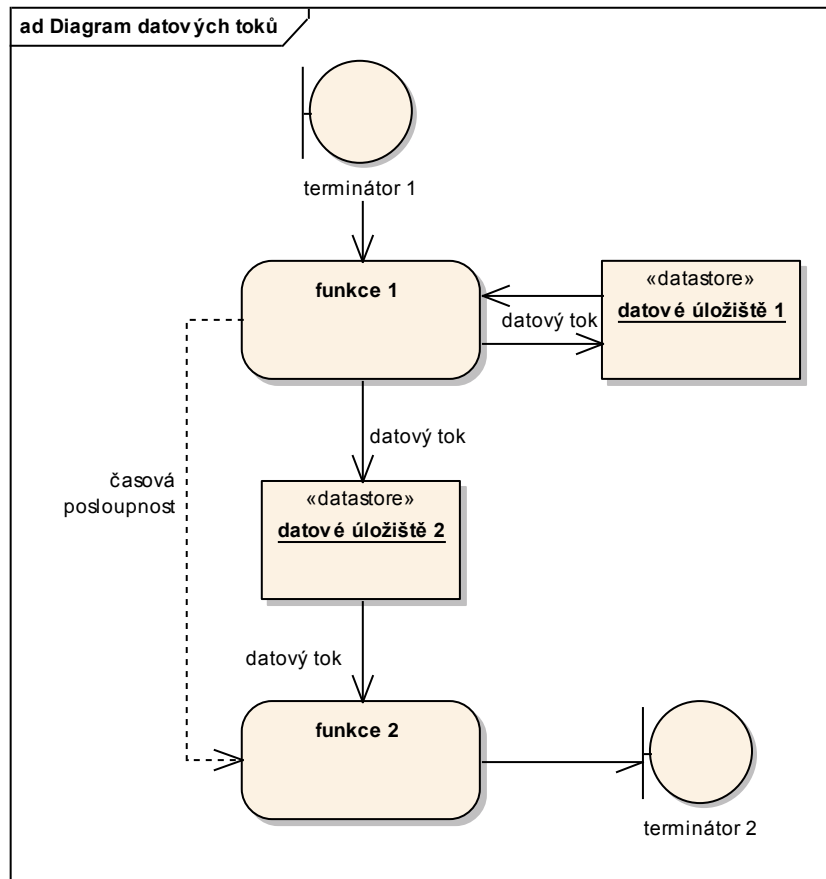 ad Diagram datových toků
terminátor 1
funkce 1
«datastore»
datové úložiště 1
datový tok
datový tok
časová
posloupnost
«datastore»
datové úložiště 2
datový tok
funkce 2
terminátor 2